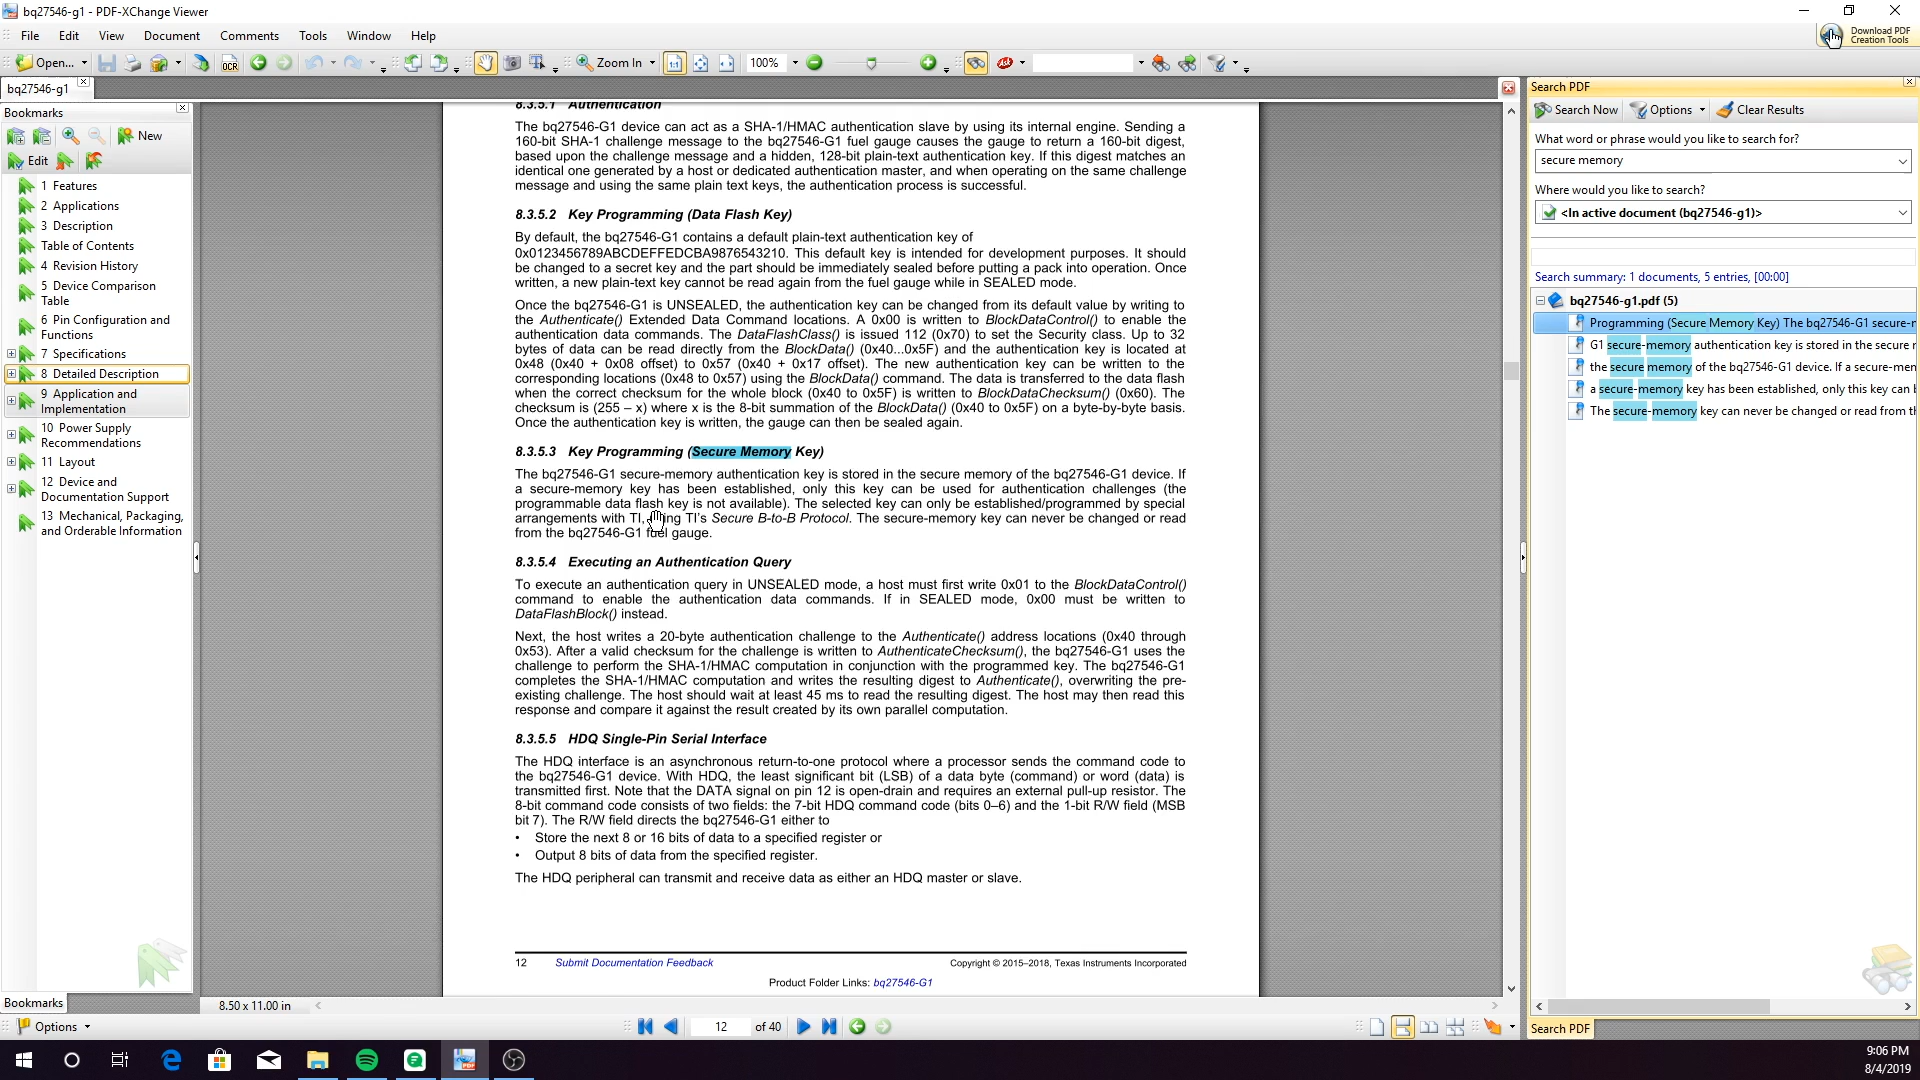 bq27546-g1 - PDF-XChange Viewer
File Edit View Document Comments Tools Window Help
Download PDF
Creation Tools
Open... OCR Zoom In 100%
bq27546-g1
Bookmarks
New
Edit
1 Features
2 Applications
3 Description
Table of Contents
4 Revision History
5 Device Comparison
Table
6 Pin Configuration and
Functions
7 Specifications
8 Detailed Description
9 Application and
Implementation
10 Power Supply
Recommendations
11 Layout
12 Device and
Documentation Support
13 Mechanical, Packaging,
and Orderable Information
Bookmarks
Options
8.3.5.1 Authentication
The bq27546-G1 device can act as a SHA-1/HMAC authentication slave by using its internal engine. Sending a
160-bit SHA-1 challenge message to the bq27546-G1 fuel gauge causes the gauge to return a 160-bit digest,
based upon the challenge message and a hidden, 128-bit plain-text authentication key. If this digest matches an
identical one generated by a host or dedicated authentication master, and when operating on the same challenge
message and using the same plain text keys, the authentication process is successful.
8.3.5.2 Key Programming (Data Flash Key)
By default, the bq27546-G1 contains a default plain-text authentication key of
0x0123456789ABCDEFFEDCBA9876543210. This default key is intended for development purposes. It should
be changed to a secret key and the part should be immediately sealed before putting a pack into operation. Once
written, a new plain-text key cannot be read again from the fuel gauge while in SEALED mode.
Once the bq27546-G1 is UNSEALED, the authentication key can be changed from its default value by writing to
the Authenticate() Extended Data Command locations. A 0x00 is written to BlockDataControl() to enable the
authentication data commands. The DataFlashClass() is issued 112 (0x70) to set the Security class. Up to 32
bytes of data can be read directly from the BlockData() (0x40...0x5F) and the authentication key is located at
0x48 (0x40 + 0x08 offset) to 0x57 (0x40 + 0x17 offset). The new authentication key can be written to the
corresponding locations (0x48 to 0x57) using the BlockData() command. The data is transferred to the data flash
when the correct checksum for the whole block (0x40 to 0x5F) is written to BlockDataChecksum() (0x60). The
checksum is (255 – x) where x is the 8-bit summation of the BlockData() (0x40 to 0x5F) on a byte-by-byte basis.
Once the authentication key is written, the gauge can then be sealed again.
8.3.5.3 Key Programming (Secure Memory Key)
The bq27546-G1 secure-memory authentication key is stored in the secure memory of the bq27546-G1 device. If
a secure-memory key has been established, only this key can be used for authentication challenges (the
programmable data flash key is not available). The selected key can only be established/programmed by special
arrangements with TI, using TI's Secure B-to-B Protocol. The secure-memory key can never be changed or read
from the bq27546-G1 fuel gauge.
8.3.5.4 Executing an Authentication Query
To execute an authentication query in UNSEALED mode, a host must first write 0x01 to the BlockDataControl()
command to enable the authentication data commands. If in SEALED mode, 0x00 must be written to
DataFlashBlock() instead.
Next, the host writes a 20-byte authentication challenge to the Authenticate() address locations (0x40 through
0x53). After a valid checksum for the challenge is written to AuthenticateChecksum(), the bq27546-G1 uses the
challenge to perform the SHA-1/HMAC computation in conjunction with the programmed key. The bq27546-G1
completes the SHA-1/HMAC computation and writes the resulting digest to Authenticate(), overwriting the pre-
existing challenge. The host should wait at least 45 ms to read the resulting digest. The host may then read this
response and compare it against the result created by its own parallel computation.
8.3.5.5 HDQ Single-Pin Serial Interface
The HDQ interface is an asynchronous return-to-one protocol where a processor sends the command code to
the bq27546-G1 device. With HDQ, the least significant bit (LSB) of a data byte (command) or word (data) is
transmitted first. Note that the DATA signal on pin 12 is open-drain and requires an external pull-up resistor. The
8-bit command code consists of two fields: the 7-bit HDQ command code (bits 0–6) and the 1-bit R/W field (MSB
bit 7). The R/W field directs the bq27546-G1 either to
• Store the next 8 or 16 bits of data to a specified register or
• Output 8 bits of data from the specified register.
The HDQ peripheral can transmit and receive data as either an HDQ master or slave.
12 Submit Documentation Feedback Copyright © 2015–2018, Texas Instruments Incorporated
Product Folder Links: bq27546-G1
8.50 x 11.00 in
12 of 40
Search PDF
Search Now Options Clear Results
What word or phrase would you like to search for?
secure memory
Where would you like to search?
<In active document (bq27546-g1)>
Search summary: 1 documents, 5 entries, [00:00]
bq27546-g1.pdf (5)
Programming (Secure Memory Key) The bq27546-G1 secure-
G1 secure-memory authentication key is stored in the secure
the secure memory of the bq27546-G1 device. If a secure-mem
a secure-memory key has been established, only this key can
The secure-memory key can never be changed or read from
Search PDF
9:06 PM
8/4/2019